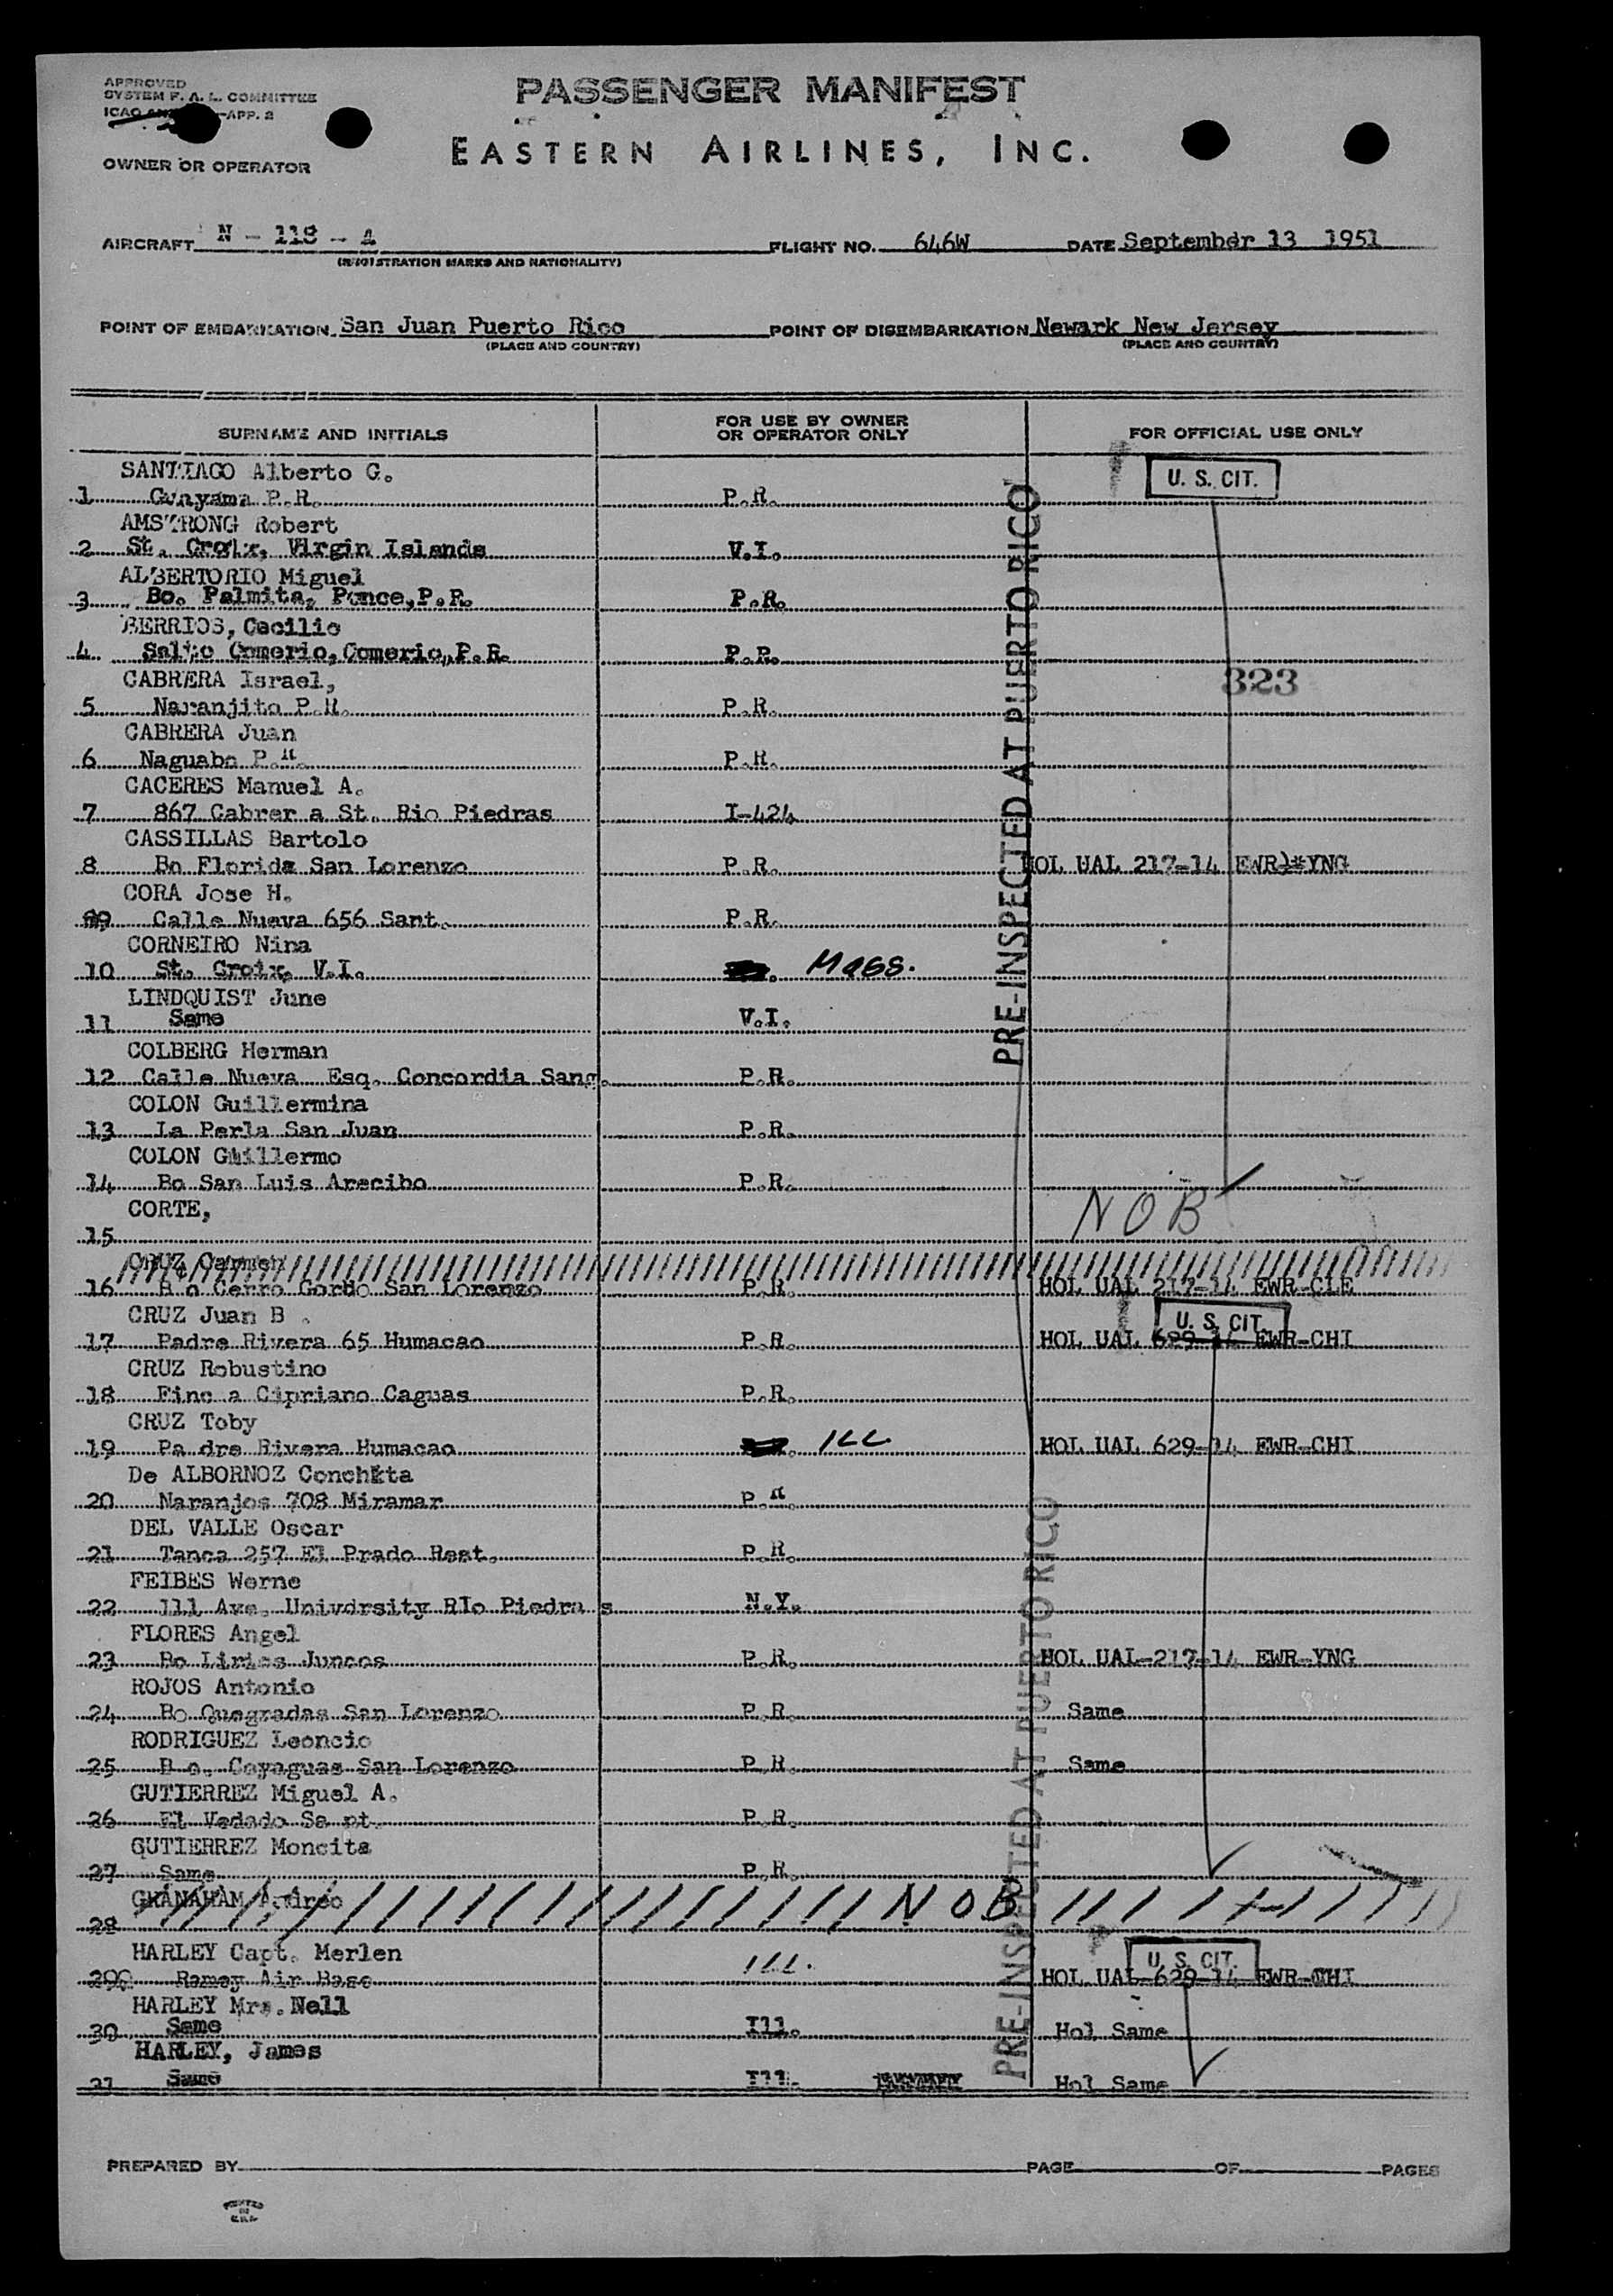 APPROVED
SYSTEM F. A. L. COMMITTEE
ICAO —APP. 2
OWNER OR OPERATOR
PASSENGER MANIFEST
EASTERN AIRLINES, INC.
AIRCRAFT N - 118 - A FLIGHT NO. 646W DATE September 13 1951
(REGISTRATION MARKS AND NATIONALITY)
POINT OF EMBARKATION San Juan Puerto Rico POINT OF DISEMBARKATION Newark New Jersey
(PLACE AND COUNTRY) (PLACE AND COUNTRY)
SURNAME AND INITIALS FOR USE BY OWNER OR OPERATOR ONLY FOR OFFICIAL USE ONLY
SANTIAGO Alberto G. U. S. CIT.
1 Guayama P.R. P.R.
AMSTRONG Robert
2 St. Croix, Virgin Islands V.I.
ALBERTORIO Miguel
3 Bo. Palmita, Ponce,P.R. P.R.
BERRIOS, Cecilio
4 Salto Comerio,Comerio,P.R. P.R.
CABRERA Israel, 323
5 Naranjito P.R. P.R.
CABRERA Juan
6 Naguabo P.R. P.R.
CACERES Manuel A.
7 867 Cabrer a St. Rio Piedras I-424
CASSILLAS Bartolo
8 Bo Florida San Lorenzo P.R. HOL UAL 217-14 EWR)*YNG
CORA Jose H.
9 Calle Nueva 656 Sant. P.R.
CORNEIRO Nina
10 St. Croix, V.I. Mass.
LINDQUIST June
11 Same V.I.
COLBERG Herman
12 Calle Nueva Esq. Concordia Sang. P.R.
COLON Guillermina
13 La Perla San Juan P.R.
COLON Guillermo
14 Bo San Luis Arecibo P.R.
CORTE, NOB
15
CRUZ Carmen
16 B o Cerro Gordo San Lorenzo P.R. HOL UAL 217-14 EWR-CLE
CRUZ Juan B . U. S. CIT.
17 Padre Rivera 65 Humacao P.R. HOL UAL 629-14 EWR-CHI
CRUZ Robustino
18 Finc a Cipriano Caguas P.R.
CRUZ Toby
19 Pa dre Rivera Humacao ILL HOL UAL 629-14 EWR-CHI
De ALBORNOZ Conchita
20 Naranjos 708 Miramar P.R.
DEL VALLE Oscar
21 Tanca 257 El Prado Rest. P.R.
FEIBES Werne
22 111 Ave. Univdrsity RIo Piedra s N.Y.
FLORES Angel
23 Bo Lirios Juncos P.R. HOL UAL-217-14 EWR-YNG
ROJOS Antonio
24 Bo Quegradas San Lorenzo P.R. Same
RODRIGUEZ Leoncio
25 B o. Cayaguas San Lorenzo P.R. Same
GUTIERREZ Miguel A.
26 El Vedado Sa nt. P.R.
GUTIERREZ Moncita
27 Same P.R.
GRANAHAM NOB
28
HARLEY Capt. Merlen U. S. CIT.
29 Ramey Air Base ILL. HOL UAL-629-14 EWR-CHI
HARLEY Mrs. Nell
30 Same Ill. Hol Same
HARLEY, James
31 Same Ill. Hol Same
PRE-INSPECTED AT PUERTO RICO
PRE-INSPECTED AT PUERTO RICO
PREPARED BY PAGE OF PAGES
PRINTED
IN
U.S.A.